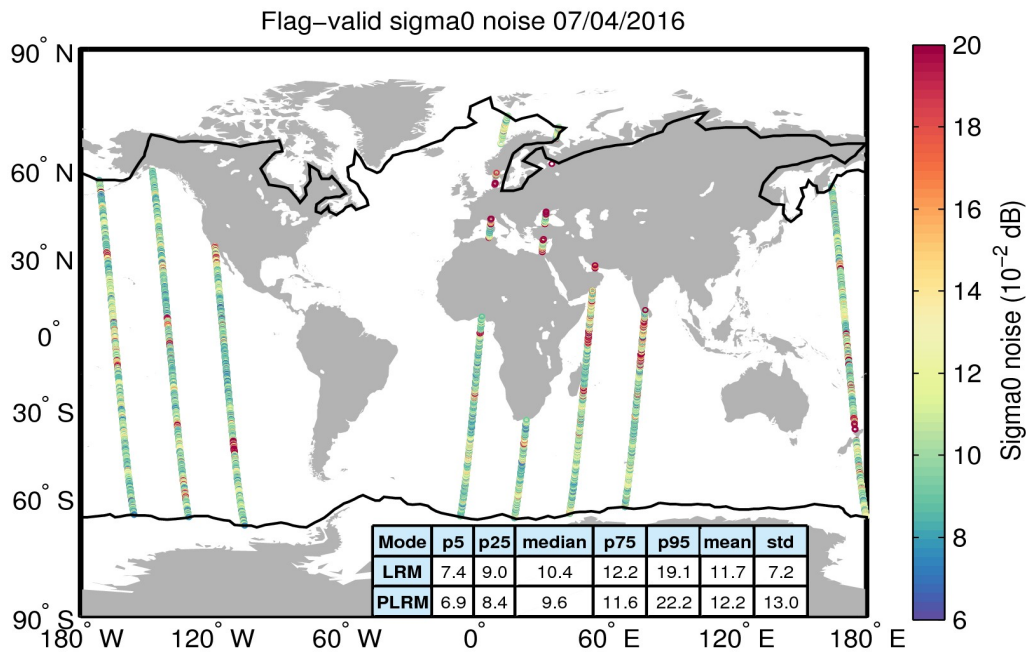 Flag−valid sigma0 noise 07/04/2016
90° N
60° N
30° N
0°
30° S
60° S
90° S
180° W
120° W
60° W
0°
60° E
120° E
180° E
20
18
16
14
12
10
8
6
Sigma0 noise (10⁻² dB)
Mode p5 p25 median p75 p95 mean std
LRM 7.4 9.0 10.4 12.2 19.1 11.7 7.2
PLRM 6.9 8.4 9.6 11.6 22.2 12.2 13.0